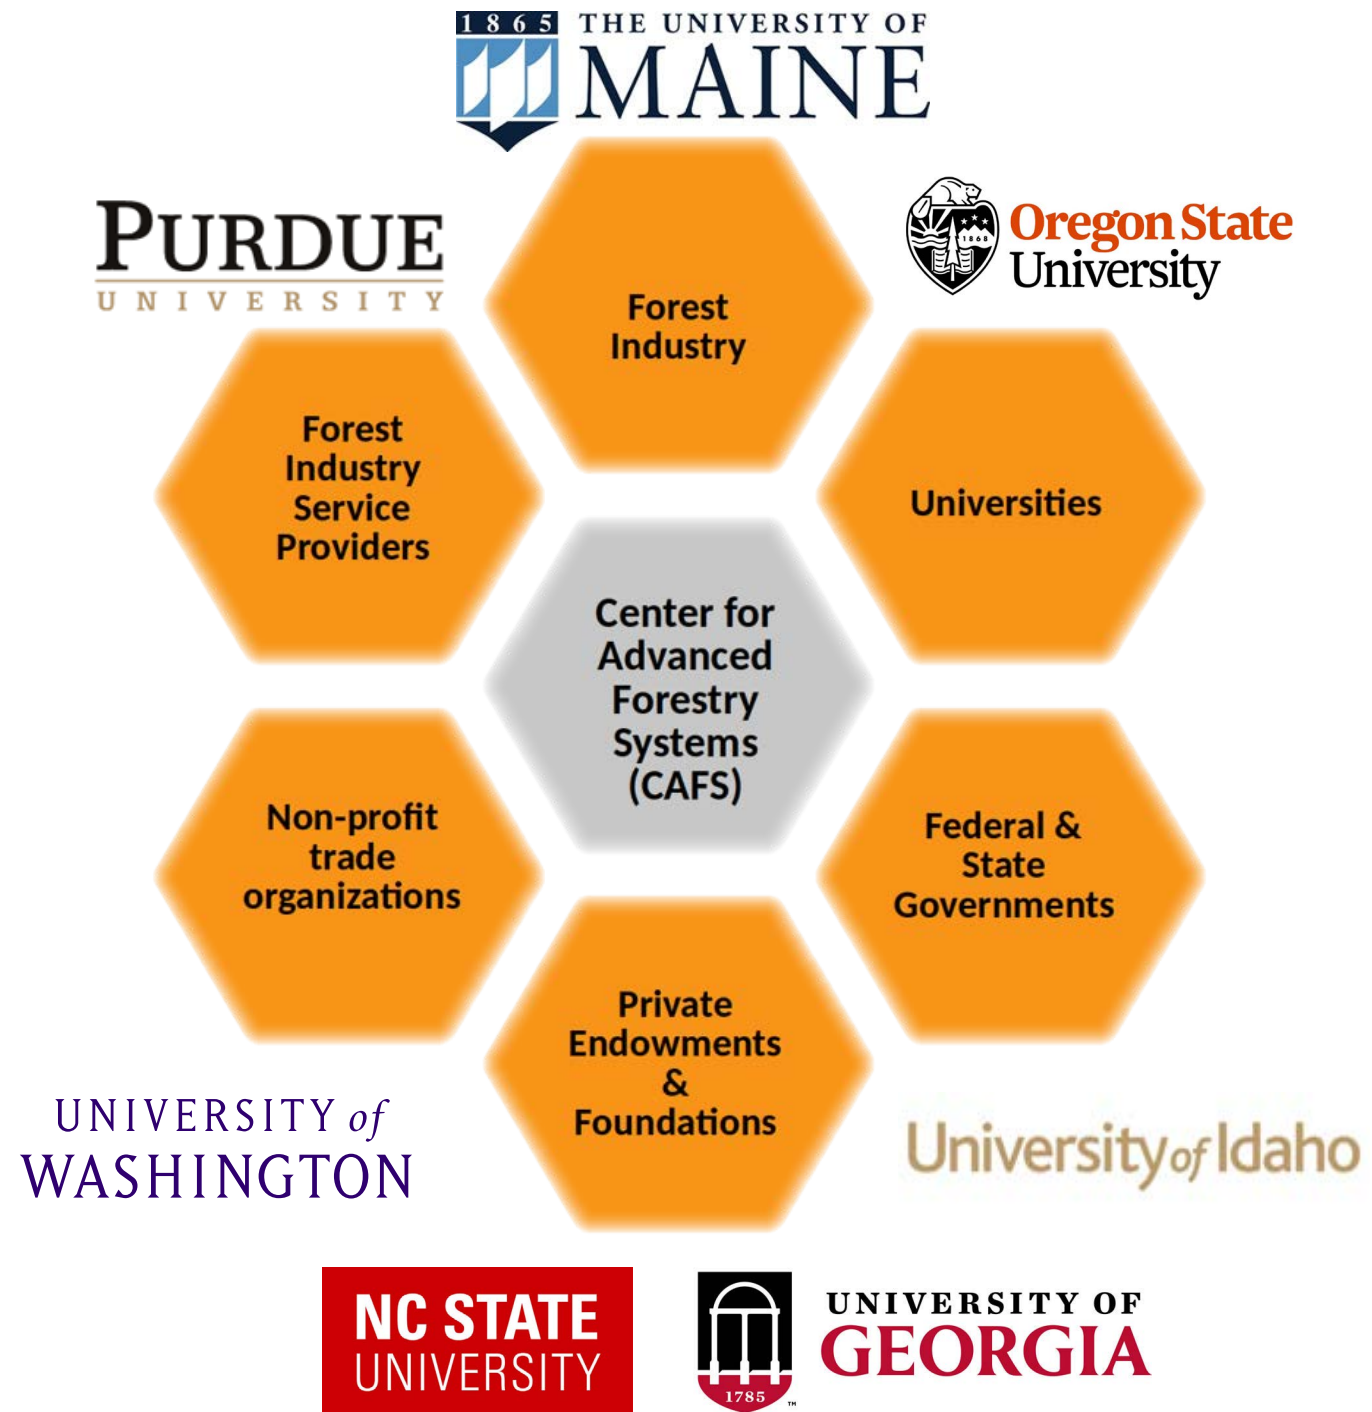 1865 THE UNIVERSITY OF
MAINE
PURDUE
UNIVERSITY
1868
Oregon State
University
Forest
Industry
Forest
Industry
Service
Providers
Universities
Center for
Advanced
Forestry
Systems
(CAFS)
Non-profit
trade
organizations
Federal &
State
Governments
Private
Endowments
&
Foundations
UNIVERSITY of
WASHINGTON
University of Idaho
NC STATE
UNIVERSITY
1785
TM
UNIVERSITY OF
GEORGIA